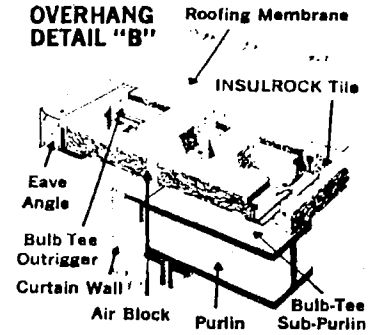 OVERHANG
DETAIL "B"
Roofing Membrane
INSULROCK Tile
Eave
Angle
Bulb Tee
Outrigger
Curtain Wall
Air Block
Purlin
Bulb-Tee
Sub-Purlin